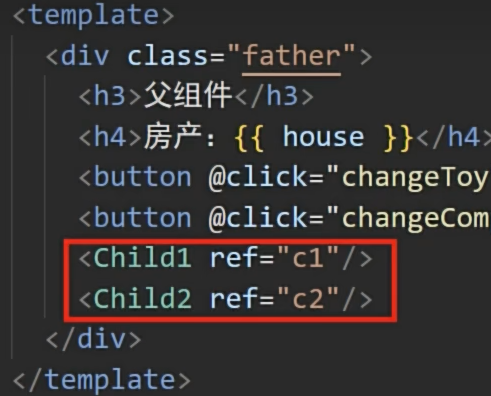 <template>
<div class="father">
<h3>父组件</h3>
<h4>房产：{{ house }}</h4>
<button @click="changeToy
<button @click="changeCom
<Child1 ref="c1"/>
<Child2 ref="c2"/>
</div>
</template>